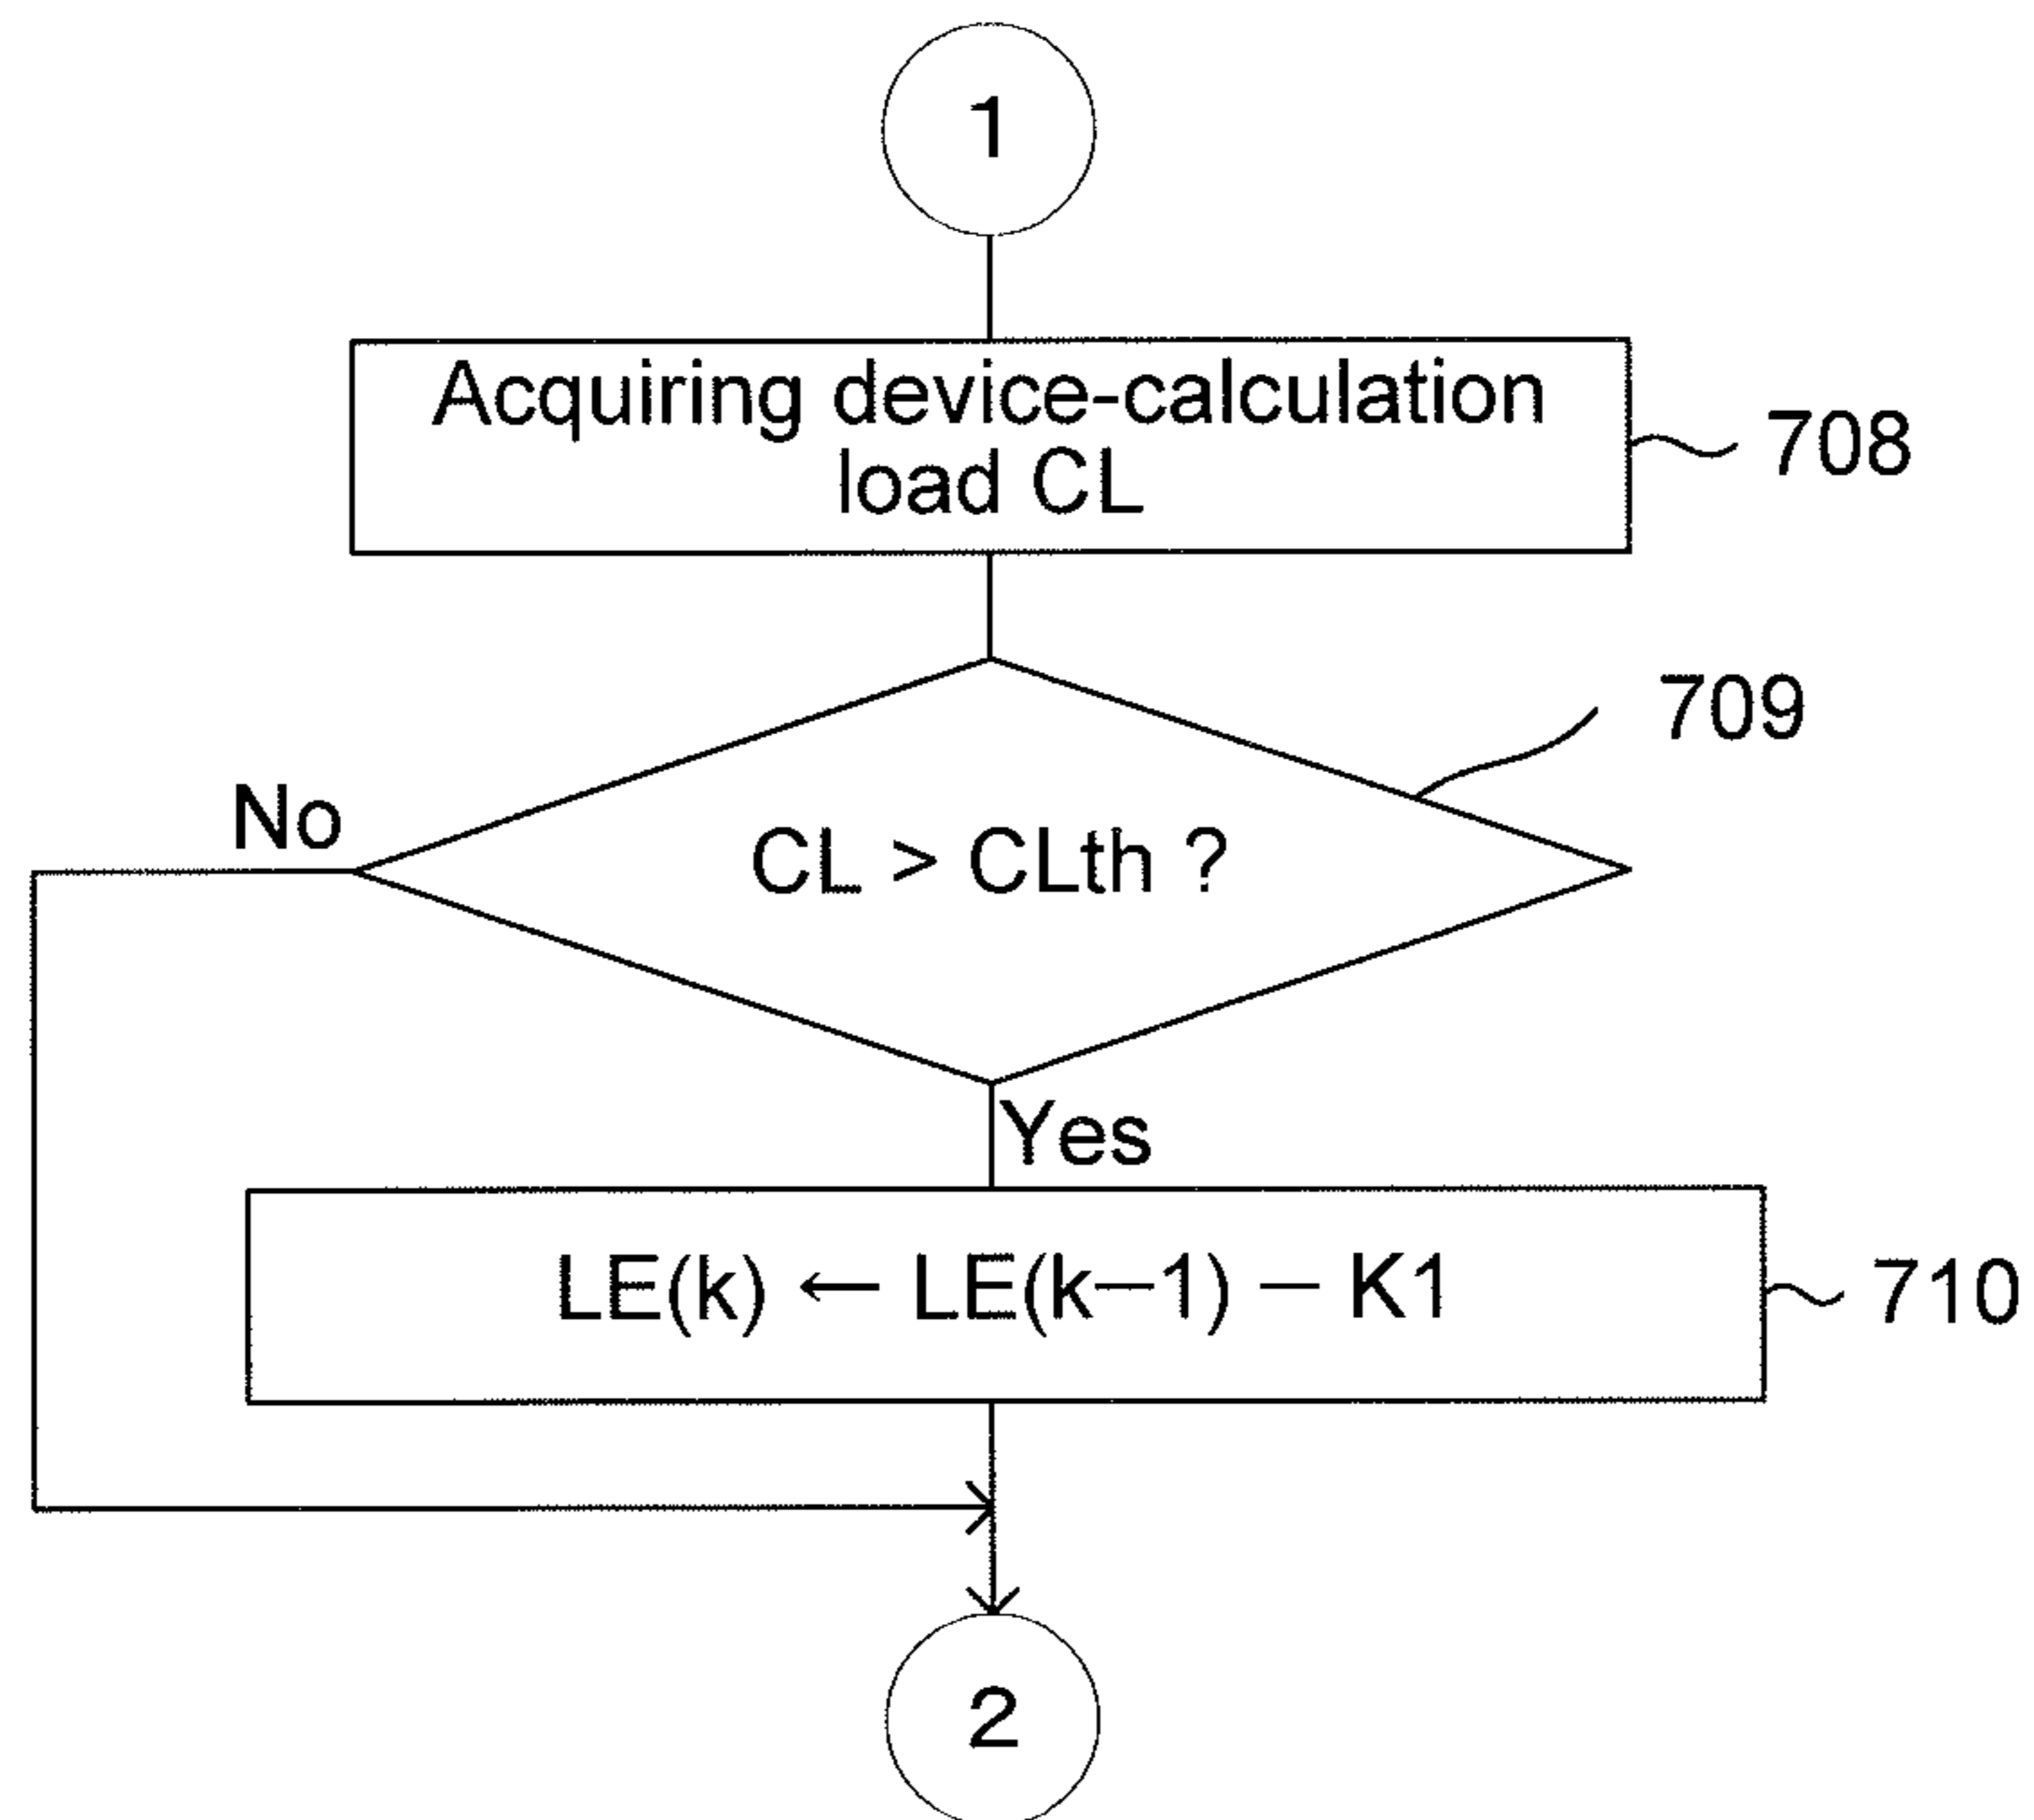 1
Acquiring device-calculation
load CL
708
709
No
CL > CLth ?
Yes
LE(k) ← LE(k−1) − K1
710
2